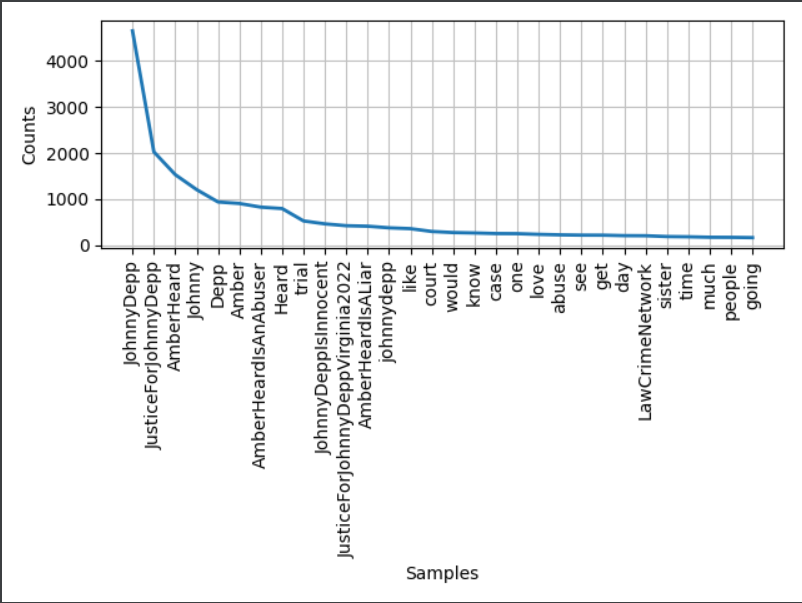 Counts
4000
3000
2000
1000
0
JohnnyDepp
JusticeForJohnnyDepp
AmberHeard
Johnny
Depp
Amber
AmberHeardIsAnAbuser
Heard
trial
JohnnyDeppIsInnocent
JusticeForJohnnyDeppVirginia2022
AmberHeardIsALiar
johnnydepp
like
court
would
know
case
one
love
abuse
see
get
day
LawCrimeNetwork
sister
time
much
people
going
Samples